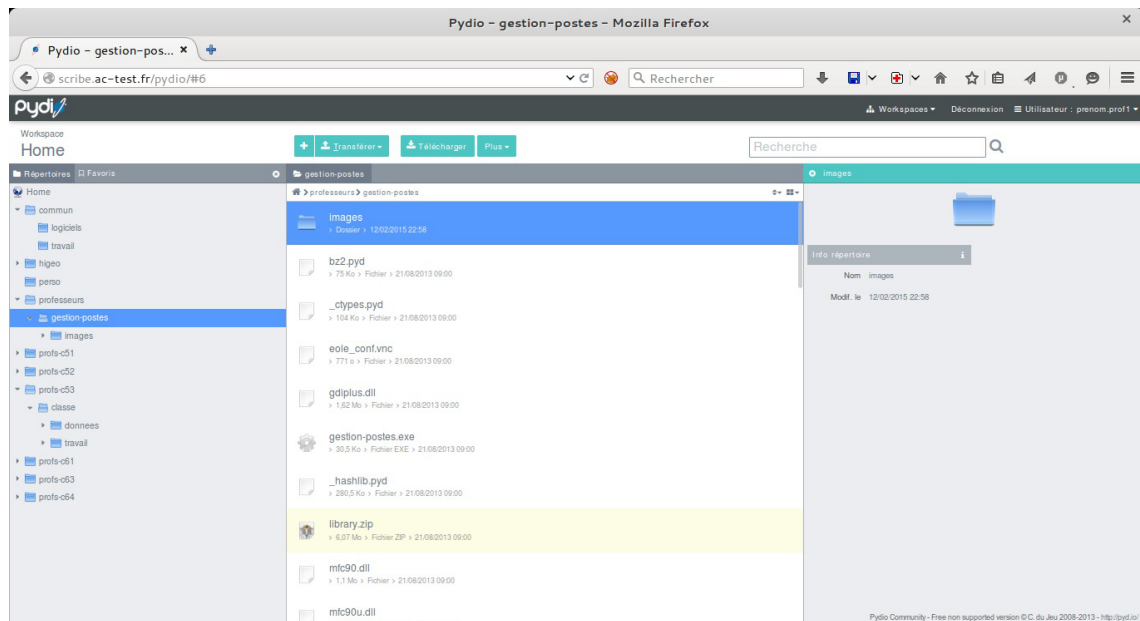 Pydio - gestion-postes - Mozilla Firefox
Pydio - gestion-pos...
scribe.ac-test.fr/pydio/#6
Rechercher
pydio
Workspaces
Déconnexion
Utilisateur : prenom.prof1
Workspace
Home
Transférer
Télécharger
Plus
Recherche
Répertoires
Favoris
gestion-postes
images
Home
commun
logiciels
travail
higeo
perso
professeurs
gestion-postes
images
profs-c51
profs-c52
profs-c53
classe
donnees
travail
profs-c61
profs-c63
profs-c64
> professeurs > gestion-postes
images
> Dossier > 12/02/2015 22:58
bz2.pyd
> 75 Ko > Fichier > 21/08/2013 09:00
_ctypes.pyd
> 104 Ko > Fichier > 21/08/2013 09:00
eole_conf.vnc
> 771 o > Fichier > 21/08/2013 09:00
gdiplus.dll
> 1,62 Mo > Fichier > 21/08/2013 09:00
gestion-postes.exe
> 30,5 Ko > Fichier EXE > 21/08/2013 09:00
_hashlib.pyd
> 280,5 Ko > Fichier > 21/08/2013 09:00
library.zip
> 6,07 Mo > Fichier ZIP > 21/08/2013 09:00
mfc90.dll
> 1,1 Mo > Fichier > 21/08/2013 09:00
mfc90u.dll
Info répertoire
Nom images
Modif. le 12/02/2015 22:58
Pydio Community - Free non supported version © C. du Jeu 2008-2013 - http://pyd.io/